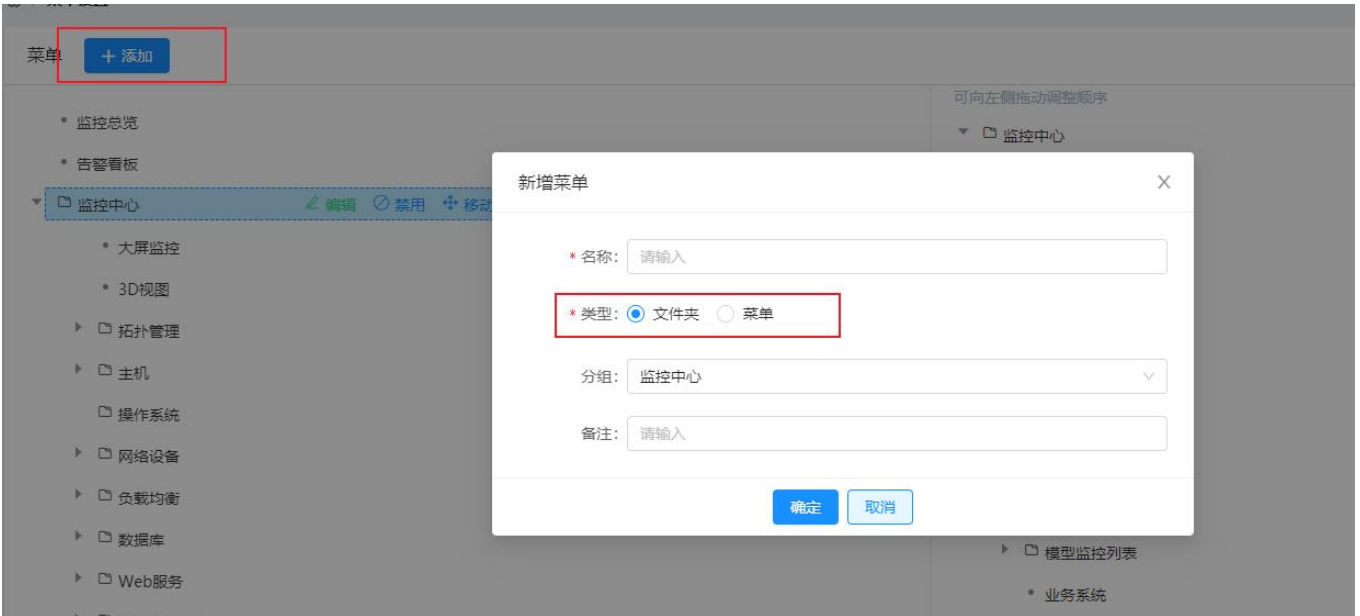 菜单
+ 添加
监控总览
告警看板
监控中心 编辑 禁用 移动
大屏监控
3D视图
拓扑管理
主机
操作系统
网络设备
负载均衡
数据库
Web服务
可向左侧拖动调整顺序
监控中心
新增菜单
* 名称: 请输入
* 类型: 文件夹 菜单
分组: 监控中心
备注: 请输入
确定 取消
模型监控列表
业务系统